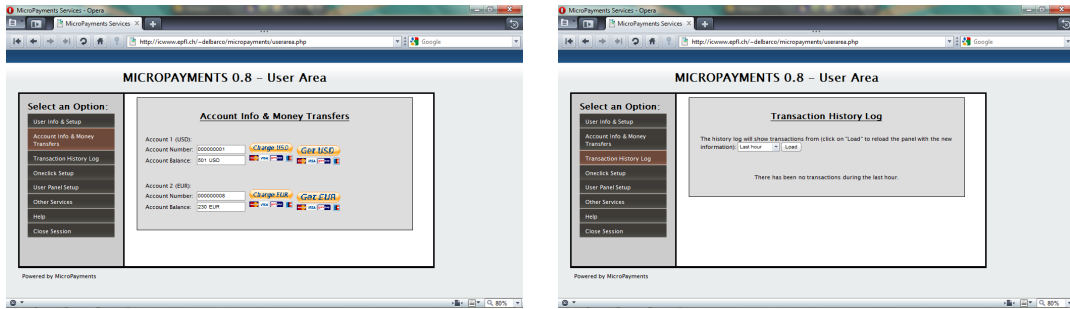 MicroPayments Services - Opera
MicroPayments Services
http://icwww.epfl.ch/~delbarco/micropayments/userarea.php
Google
MICROPAYMENTS 0.8 – User Area
Select an Option:
User Info & Setup
Account Info & Money
Transfers
Transaction History Log
Oneclick Setup
User Panel Setup
Other Services
Help
Close Session
Account Info & Money Transfers
Account 1 (USD):
Account Number: 000000001
Charge USD
Get USD
Account Balance: 501 USD
VISA
VISA
Account 2 (EUR):
Account Number: 000000008
Charge EUR
Get EUR
Account Balance: 230 EUR
VISA
VISA
Powered by MicroPayments
80%
MicroPayments Services - Opera
MicroPayments Services
http://icwww.epfl.ch/~delbarco/micropayments/userarea.php
Google
MICROPAYMENTS 0.8 – User Area
Select an Option:
User Info & Setup
Account Info & Money
Transfers
Transaction History Log
Oneclick Setup
User Panel Setup
Other Services
Help
Close Session
Transaction History Log
The history log will show transactions from (click on "Load" to reload the panel with the new
information): Last hour Load
There has been no transactions during the last hour.
Powered by MicroPayments
80%